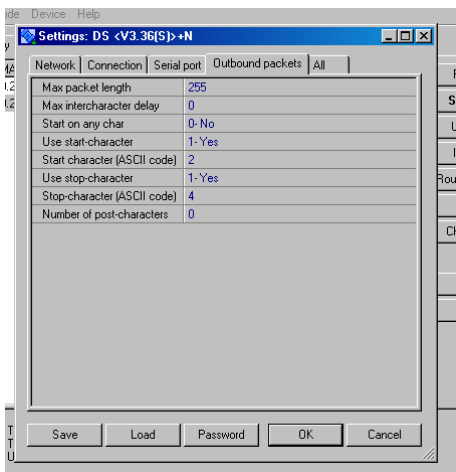 Device Help
Settings: DS <V3.36(S)>+N
Network Connection Serial port Outbound packets All
Max packet length 255
Max intercharacter delay 0
Start on any char 0- No
Use start-character 1- Yes
Start character (ASCII code) 2
Use stop-character 1- Yes
Stop-character (ASCII code) 4
Number of post-characters 0
Save Load Password OK Cancel